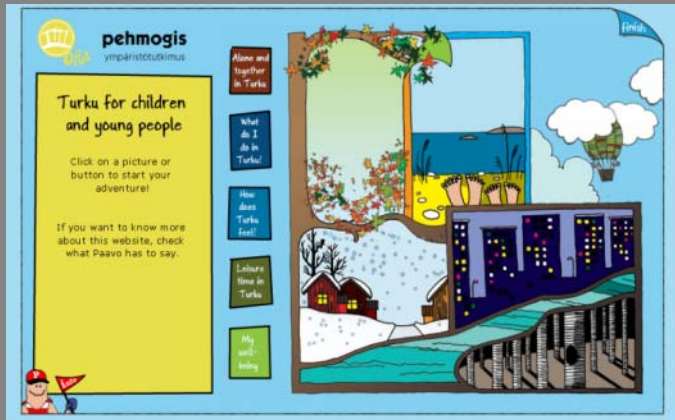 pehmogis
ympäristötutkimus
finish
Turku for children
and young people
Click on a picture or
button to start your
adventure!
If you want to know more
about this website, check
what Paavo has to say.
Alone and
together
in Turku
What
do I
do in
Turku?
How
does
Turku
feel?
Leisure
time in
Turku
My
well-
being